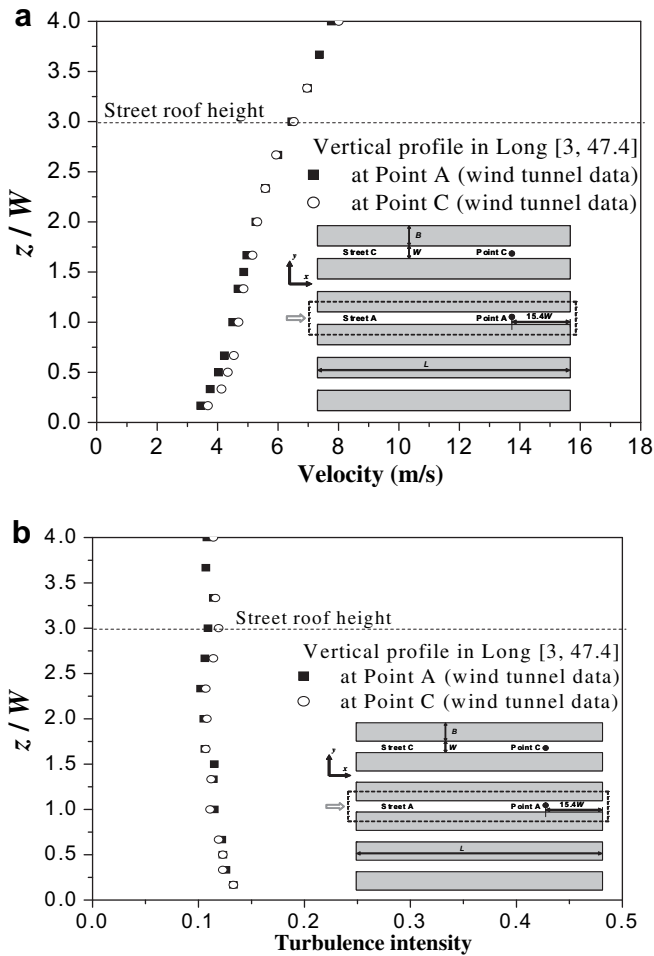 a
4.0
3.5
3.0
2.5
2.0
1.5
1.0
0.5
0.0
z / W
Street roof height
Vertical profile in Long [3, 47.4]
at Point A (wind tunnel data)
at Point C (wind tunnel data)
B
Street C
W
Point C
y
x
Street A
Point A
15.4W
L
0 2 4 6 8 10 12 14 16 18
Velocity (m/s)
b
4.0
3.5
3.0
2.5
2.0
1.5
1.0
0.5
0.0
z / W
Street roof height
Vertical profile in Long [3, 47.4]
at Point A (wind tunnel data)
at Point C (wind tunnel data)
B
Street C
W
Point C
y
x
Street A
Point A
15.4W
L
0.0 0.1 0.2 0.3 0.4 0.5
Turbulence intensity